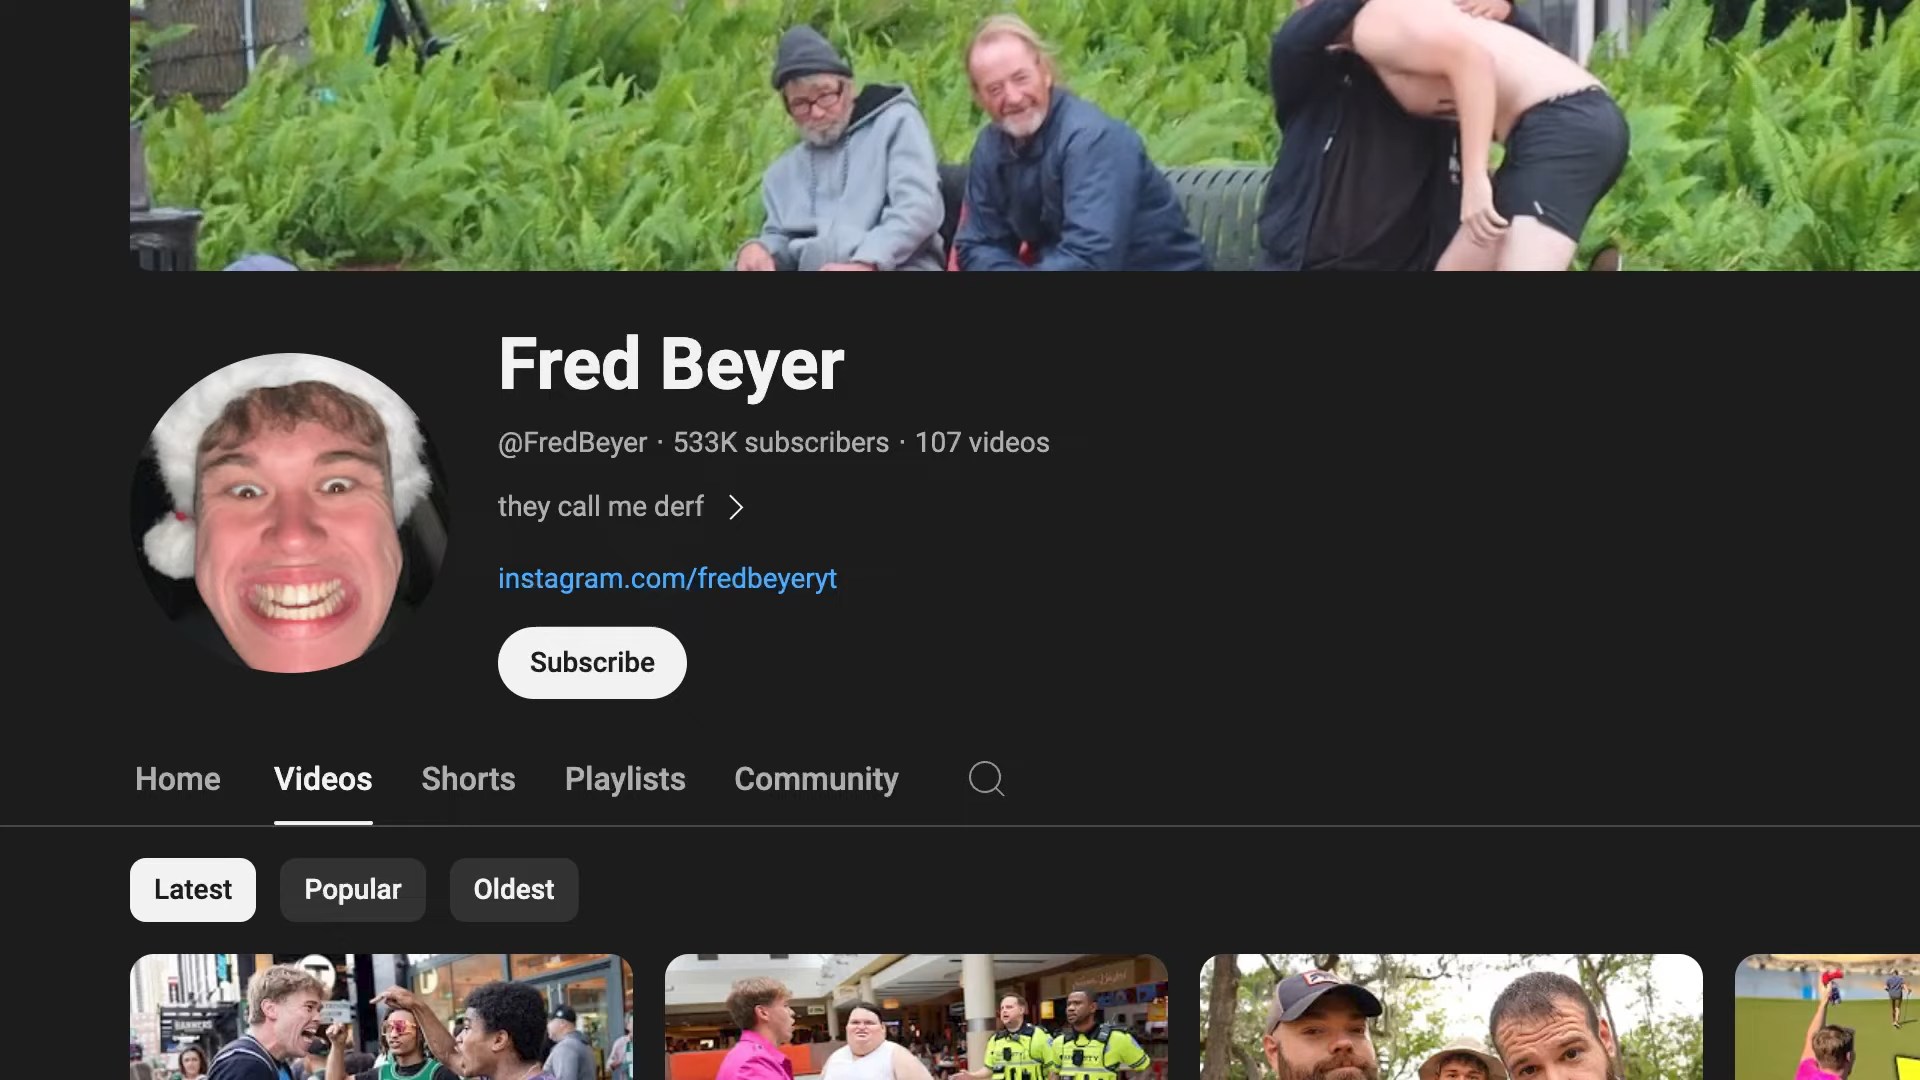 Fred Beyer
@FredBeyer · 533K subscribers · 107 videos
they call me derf
instagram.com/fredbeyeryt
Subscribe
Home Videos Shorts Playlists Community
Latest Popular Oldest